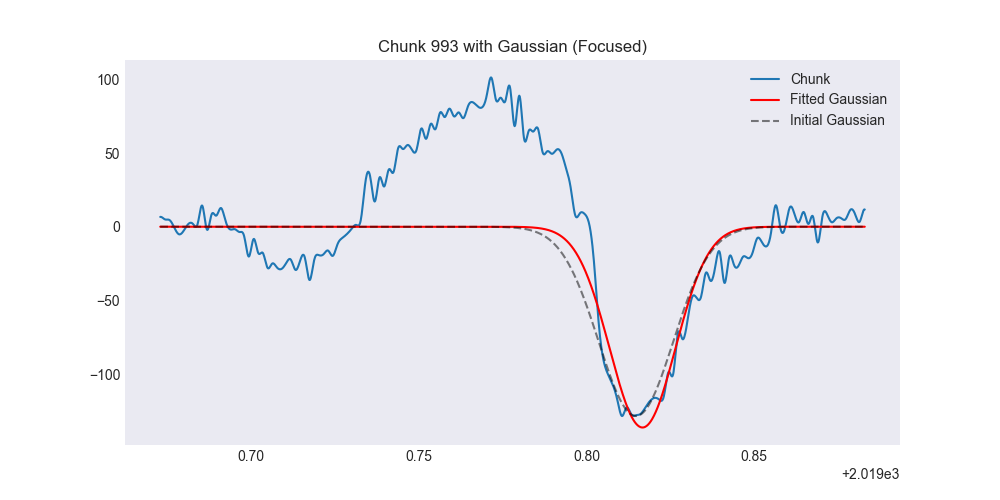 Chunk 993 with Gaussian (Focused)
Chunk
Fitted Gaussian
Initial Gaussian
100
50
0
−50
−100
0.70 0.75 0.80 0.85
+2.019e3